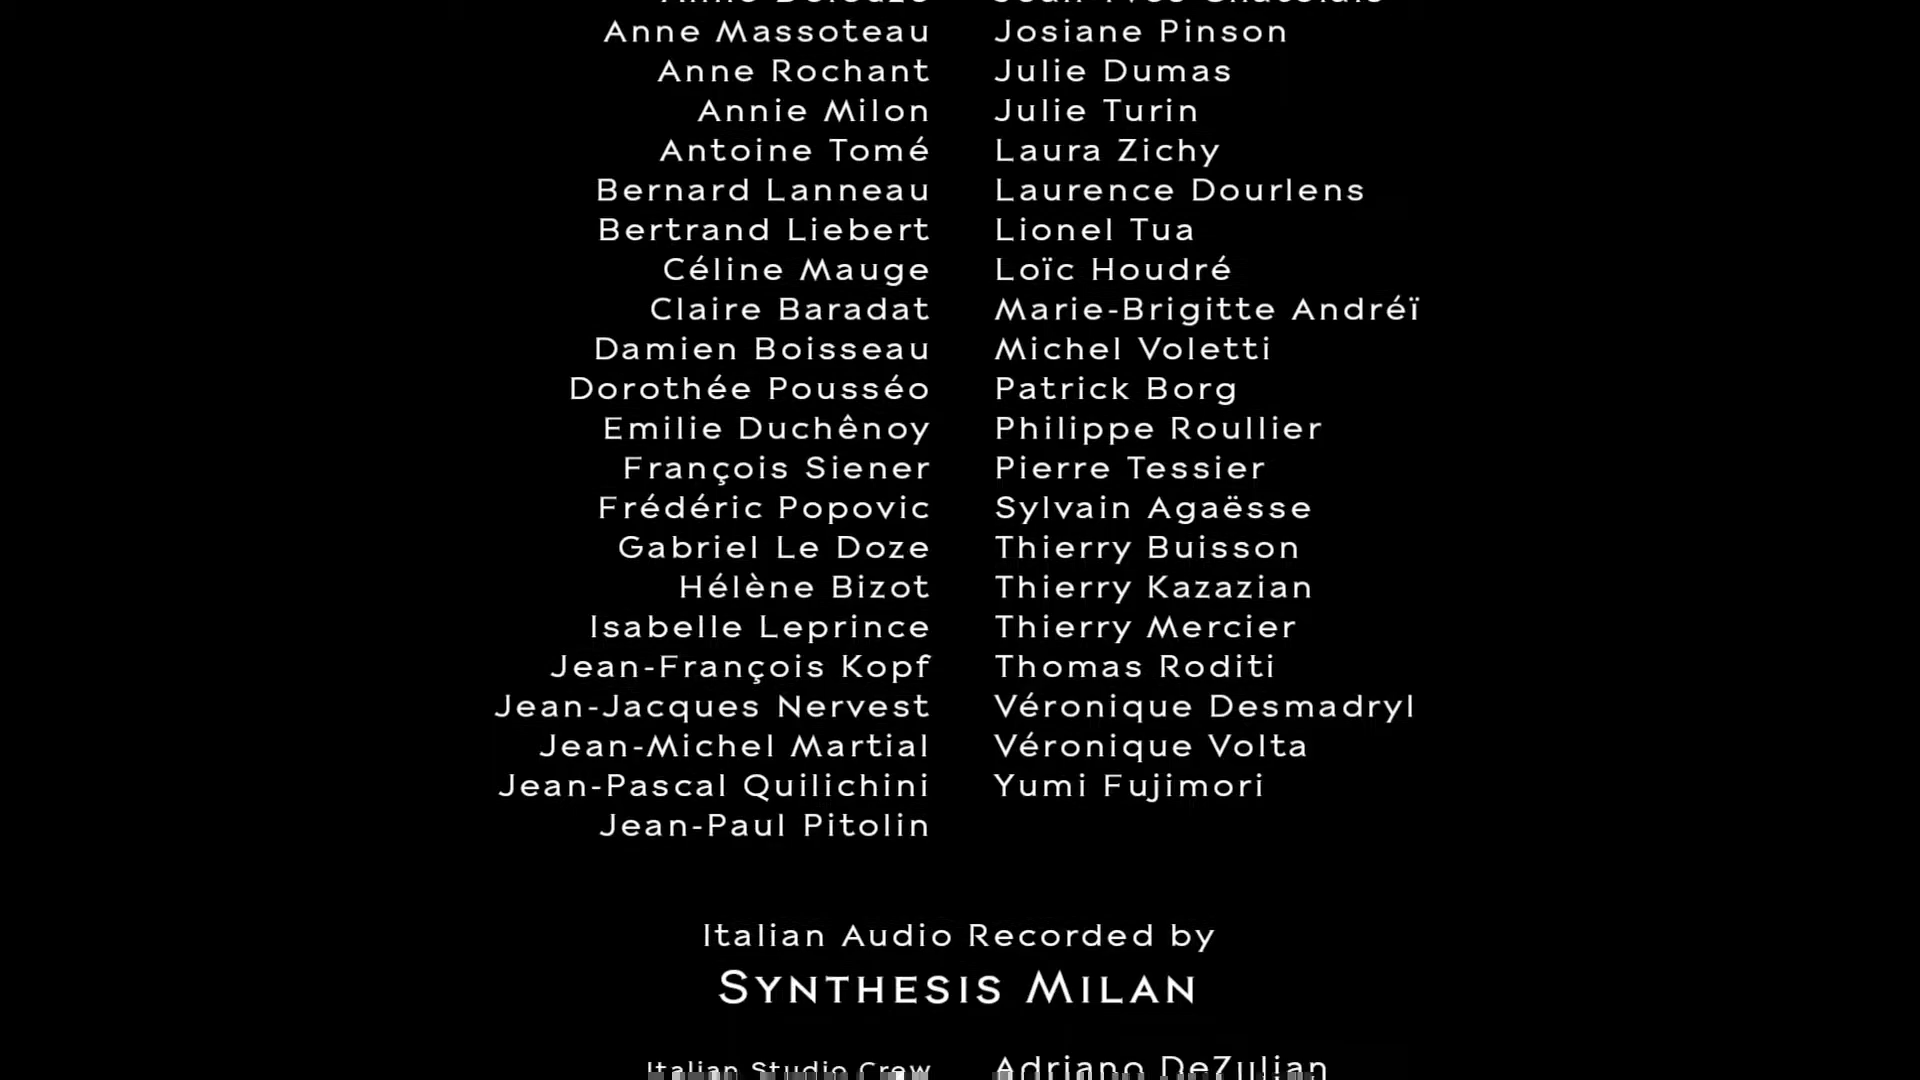 Anne Massoteau Josiane Pinson
Anne Rochant Julie Dumas
Annie Milon Julie Turin
Antoine Tomé Laura Zichy
Bernard Lanneau Laurence Dourlens
Bertrand Liebert Lionel Tua
Céline Mauge Loïc Houdré
Claire Baradat Marie-Brigitte Andréï
Damien Boisseau Michel Voletti
Dorothée Pousséo Patrick Borg
Emilie Duchênoy Philippe Roullier
François Siener Pierre Tessier
Frédéric Popovic Sylvain Agaësse
Gabriel Le Doze Thierry Buisson
Hélène Bizot Thierry Kazazian
Isabelle Leprince Thierry Mercier
Jean-François Kopf Thomas Roditi
Jean-Jacques Nervest Véronique Desmadryl
Jean-Michel Martial Véronique Volta
Jean-Pascal Quilichini Yumi Fujimori
Jean-Paul Pitolin
Italian Audio Recorded by
SYNTHESIS MILAN
Italian Studio Crew Adriano DeZulian